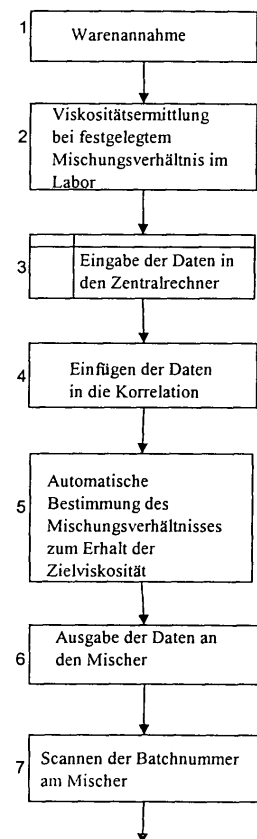 1 Warenannahme
Viskositätsermittlung
bei festgelegtem
2 Mischungsverhältnis im
Labor
Eingabe der Daten in
3 den Zentralrechner
Einfügen der Daten
4 in die Korrelation
Automatische
Bestimmung des
5 Mischungsverhältnisses
zum Erhalt der
Zielviskosität
Ausgabe der Daten an
6 den Mischer
Scannen der Batchnummer
7 am Mischer